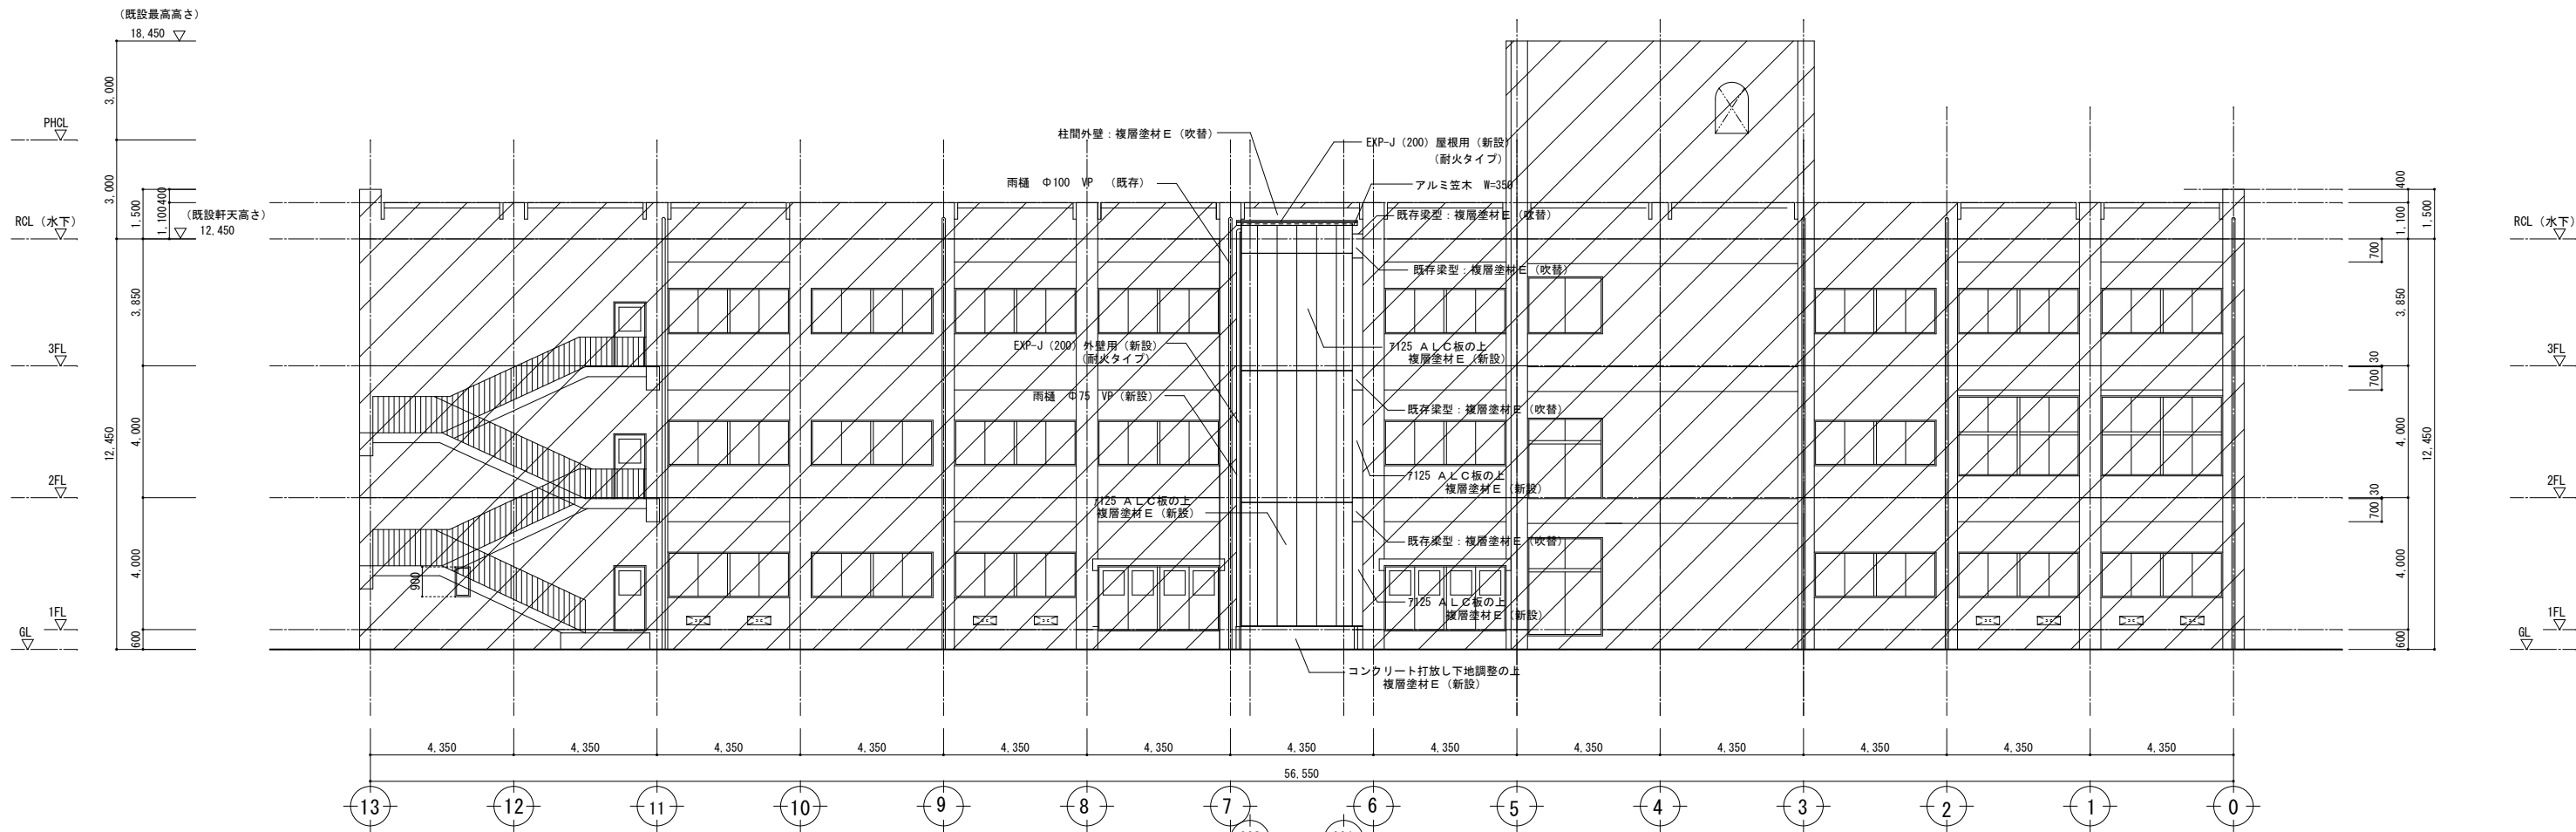 (既設最高高さ)
18,450
3,000
PHCL
3,000
1,500
1,100
400
(既設軒天高さ)
12,450
RCL (水下)
3,850
3FL
4,000
12,450
2FL
4,000
900
1FL
GL
600
柱間外壁:複層塗材E (吹替)
EXP-J (200) 屋根用 (新設)
(耐火タイプ)
雨樋 Φ100 VP (既存)
アルミ笠木 W=350
既存梁型:複層塗材E (吹替)
既存梁型:複層塗材E (吹替)
EXP-J (200) 外壁用 (新設)
(耐火タイプ)
ア125 ALC板の上
複層塗材E (新設)
雨樋 Φ75 VP (新設)
既存梁型:複層塗材E (吹替)
ア125 ALC板の上
複層塗材E (新設)
ア125 ALC板の上
複層塗材E (新設)
既存梁型:複層塗材E (吹替)
ア125 ALC板の上
複層塗材E (新設)
コンクリート打放し下地調整の上
複層塗材E (新設)
400
1,100
1,500
RCL (水下)
700
3,850
3FL
30
700
4,000
12,450
2FL
30
700
4,000
1FL
GL
600
4,350 4,350 4,350 4,350 4,350 4,350 4,350 4,350 4,350 4,350 4,350 4,350 4,350
56,550
13 12 11 10 9 8 7 6 5 4 3 2 1 0